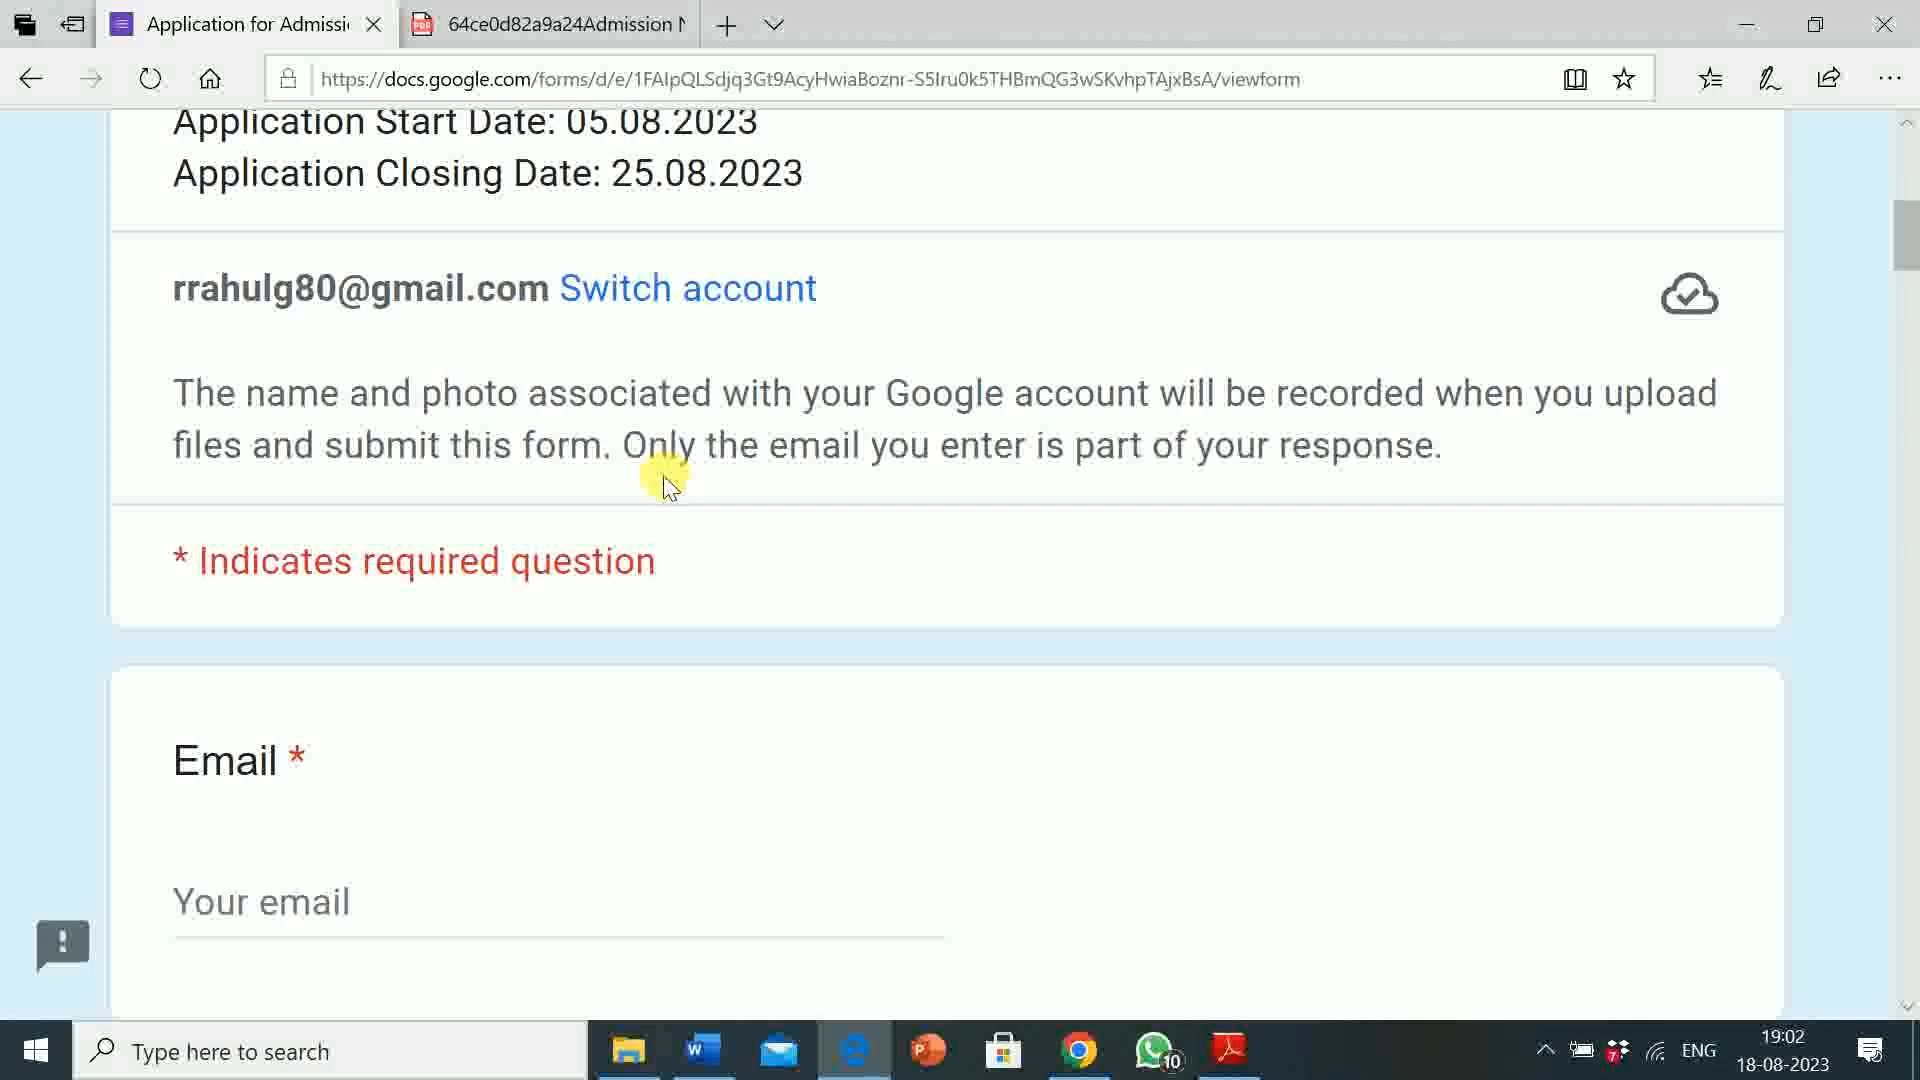 Application for Admissi
64ce0d82a9a24Admission N
https://docs.google.com/forms/d/e/1FAIpQLSdjq3Gt9AcyHwiaBoznr-S5Iru0k5THBmQG3wSKvhpTAjxBsA/viewform
Application Start Date: 05.08.2023
Application Closing Date: 25.08.2023
rrahulg80@gmail.com Switch account
The name and photo associated with your Google account will be recorded when you upload
files and submit this form. Only the email you enter is part of your response.
* Indicates required question
Email *
Your email
Type here to search
10
7
ENG
19:02
18-08-2023